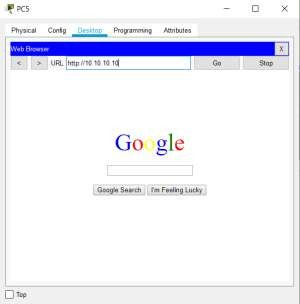 PC5
Physical Config Desktop Programming Attributes
Web Browser X
< > URL http://10.10.10.10 Go Stop
Google
Google Search I'm Feeling Lucky
Top